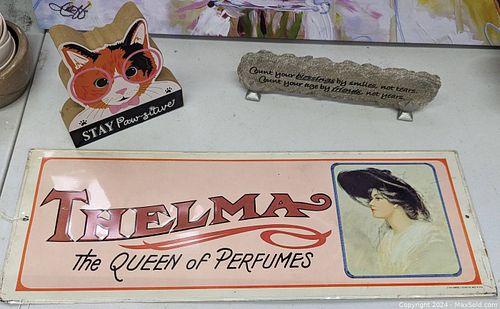 STAY Paw-sitive
Count your blessings by smiles, not tears.
Count your age by friends, not years.
THELMA
The QUEEN of PERFUMES
Copyright 2024 - MaxSold.com